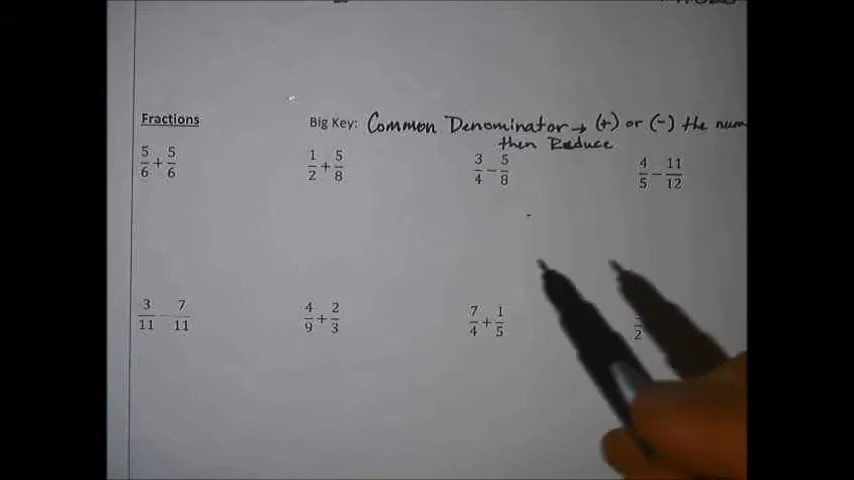 Fractions
Big Key: Common Denominator → (+) or (-) the
then Reduce
5/6 + 5/6
1/2 + 5/8
3/4 − 5/8
4/5 − 11/12
3/11 − 7/11
4/9 + 2/3
7/4 + 1/5